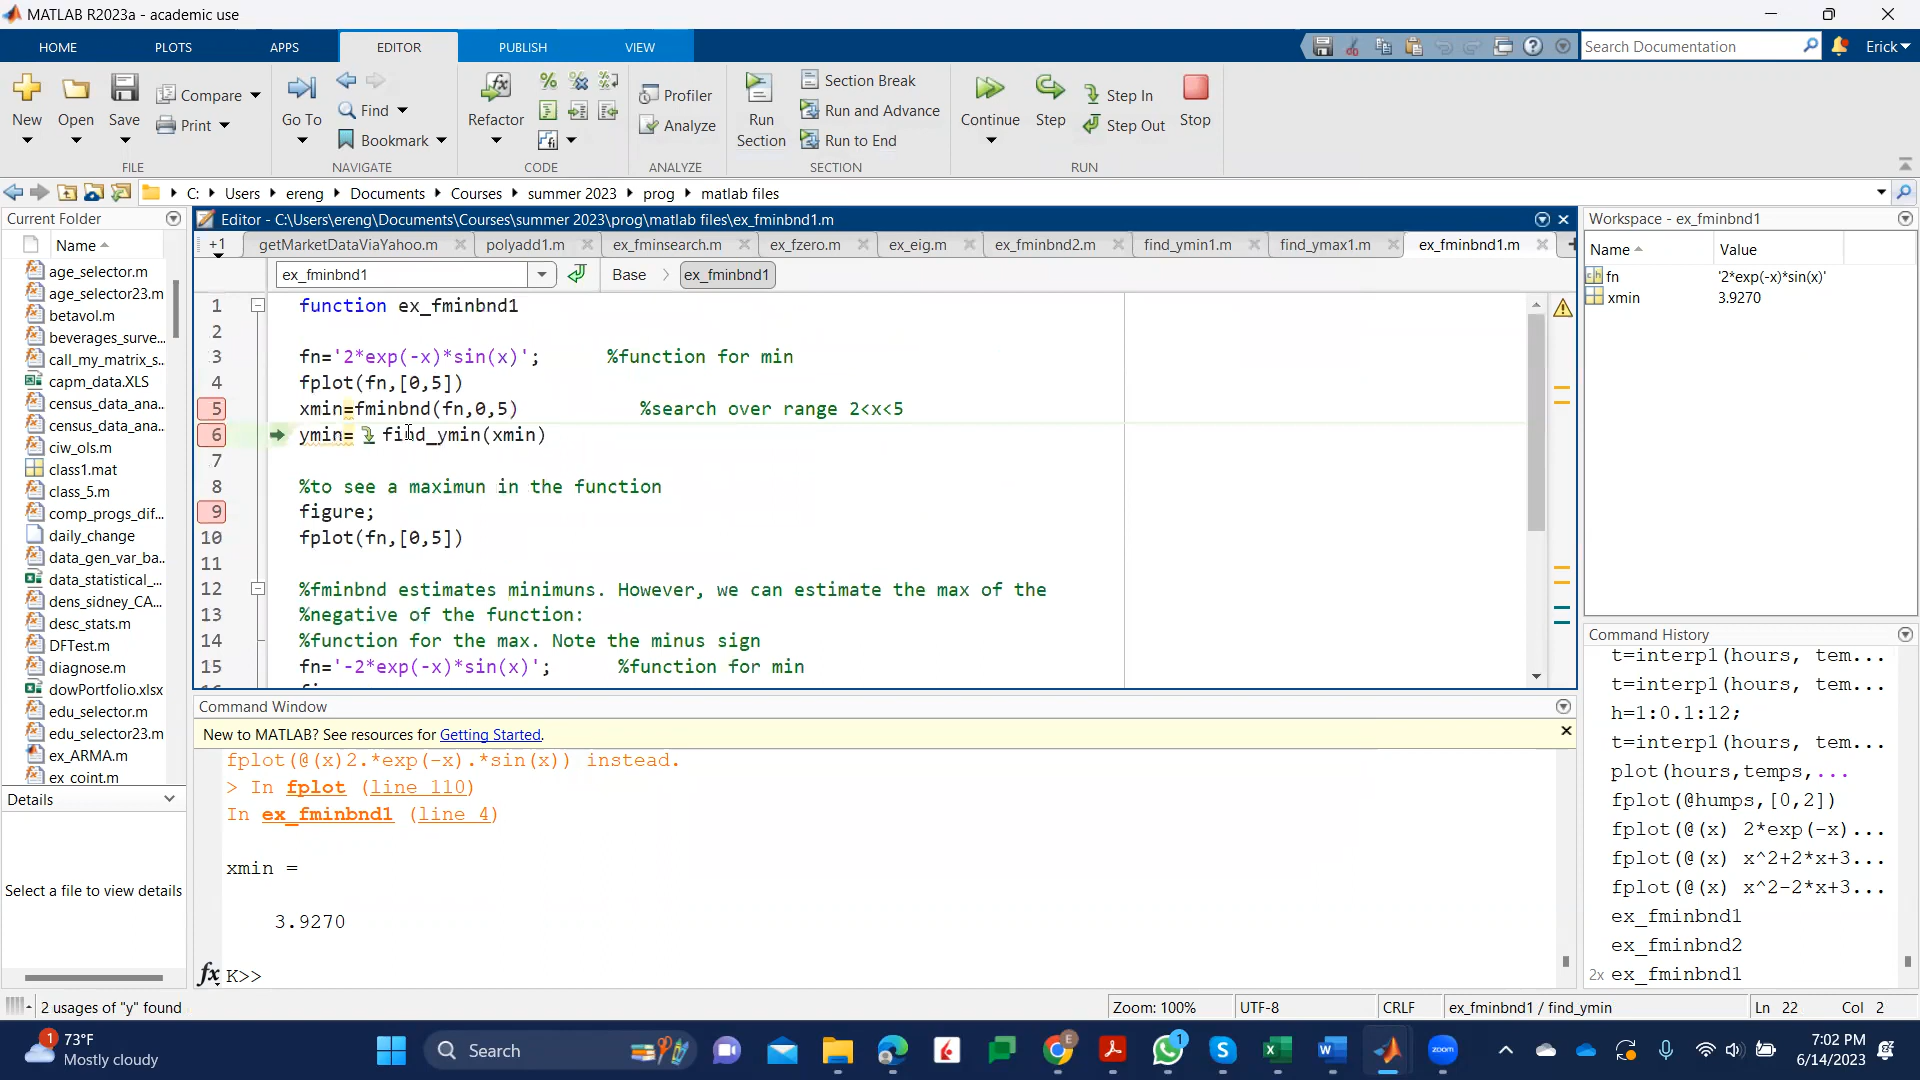 MATLAB R2023a - academic use
HOME PLOTS APPS EDITOR PUBLISH VIEW
Search Documentation
Erick
New
Open
Save
Compare
Print
FILE
Go To
Find
Bookmark
NAVIGATE
Refactor
CODE
Profiler
Analyze
ANALYZE
Run
Section
Section Break
Run and Advance
Run to End
SECTION
Continue
Step
Step In
Step Out
Stop
RUN
C: Users ereng Documents Courses summer 2023 prog matlab files
Current Folder
Name
age_selector.m
age_selector23.m
betavol.m
beverages_surve...
call_my_matrix_s...
capm_data.XLS
census_data_ana...
census_data_ana...
ciw_ols.m
class1.mat
class_5.m
comp_progs_dif...
daily_change
data_gen_var_ba...
data_statistical_...
dens_sidney_CA...
desc_stats.m
DFTest.m
diagnose.m
dowPortfolio.xlsx
edu_selector.m
edu_selector23.m
ex_ARMA.m
ex_coint.m
Details
Select a file to view details
Editor - C:\Users\ereng\Documents\Courses\summer 2023\prog\matlab files\ex_fminbnd1.m
+1 getMarketDataViaYahoo.m polyadd1.m ex_fminsearch.m ex_fzero.m ex_eig.m ex_fminbnd2.m find_ymin1.m find_ymax1.m ex_fminbnd1.m
ex_fminbnd1 Base ex_fminbnd1
1 function ex_fminbnd1
2
3 fn='2*exp(-x)*sin(x)'; %function for min
4 fplot(fn,[0,5])
5 xmin=fminbnd(fn,0,5) %search over range 2<x<5
6 ymin= find_ymin(xmin)
7
8 %to see a maximun in the function
9 figure;
10 fplot(fn,[0,5])
11
12 %fminbnd estimates minimuns. However, we can estimate the max of the
13 %negative of the function:
14 %function for the max. Note the minus sign
15 fn='-2*exp(-x)*sin(x)'; %function for min
Command Window
New to MATLAB? See resources for Getting Started.
fplot(@(x)2.*exp(-x).*sin(x)) instead.
> In fplot (line 110)
In ex_fminbnd1 (line 4)
xmin =
3.9270
fx K>>
Workspace - ex_fminbnd1
Name Value
fn '2*exp(-x)*sin(x)'
xmin 3.9270
Command History
t=interp1(hours, tem...
t=interp1(hours, tem...
h=1:0.1:12;
t=interp1(hours, tem...
plot(hours,temps,...
fplot(@humps,[0,2])
fplot(@(x) 2*exp(-x)...
fplot(@(x) x^2+2*x+3...
fplot(@(x) x^2-2*x+3...
ex_fminbnd1
ex_fminbnd2
2x ex_fminbnd1
2 usages of "y" found
Zoom: 100% UTF-8 CRLF ex_fminbnd1 / find_ymin Ln 22 Col 2
1
73°F
Mostly cloudy
Search
E
1
zoom
7:02 PM
6/14/2023